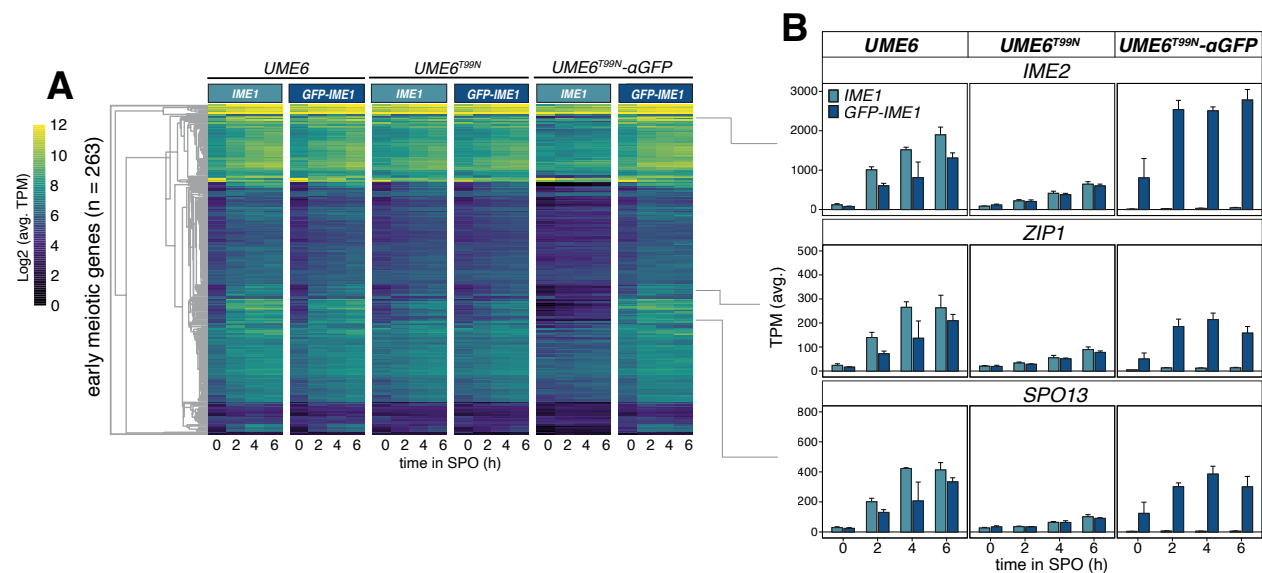 A
UME6 UME6T99N UME6T99N-αGFP
IME1 GFP-IME1 IME1 GFP-IME1 IME1 GFP-IME1
Log2 (avg. TPM)
12
10
8
6
4
2
0
early meiotic genes (n = 263)
0 2 4 6 0 2 4 6 0 2 4 6 0 2 4 6 0 2 4 6 0 2 4 6
time in SPO (h)
B
UME6 UME6T99N UME6T99N-αGFP
IME2
IME1
GFP-IME1
3000
2000
1000
0
ZIP1
500
400
300
200
100
0
TPM (avg.)
SPO13
800
600
400
200
0
0 2 4 6 0 2 4 6 0 2 4 6
time in SPO (h)